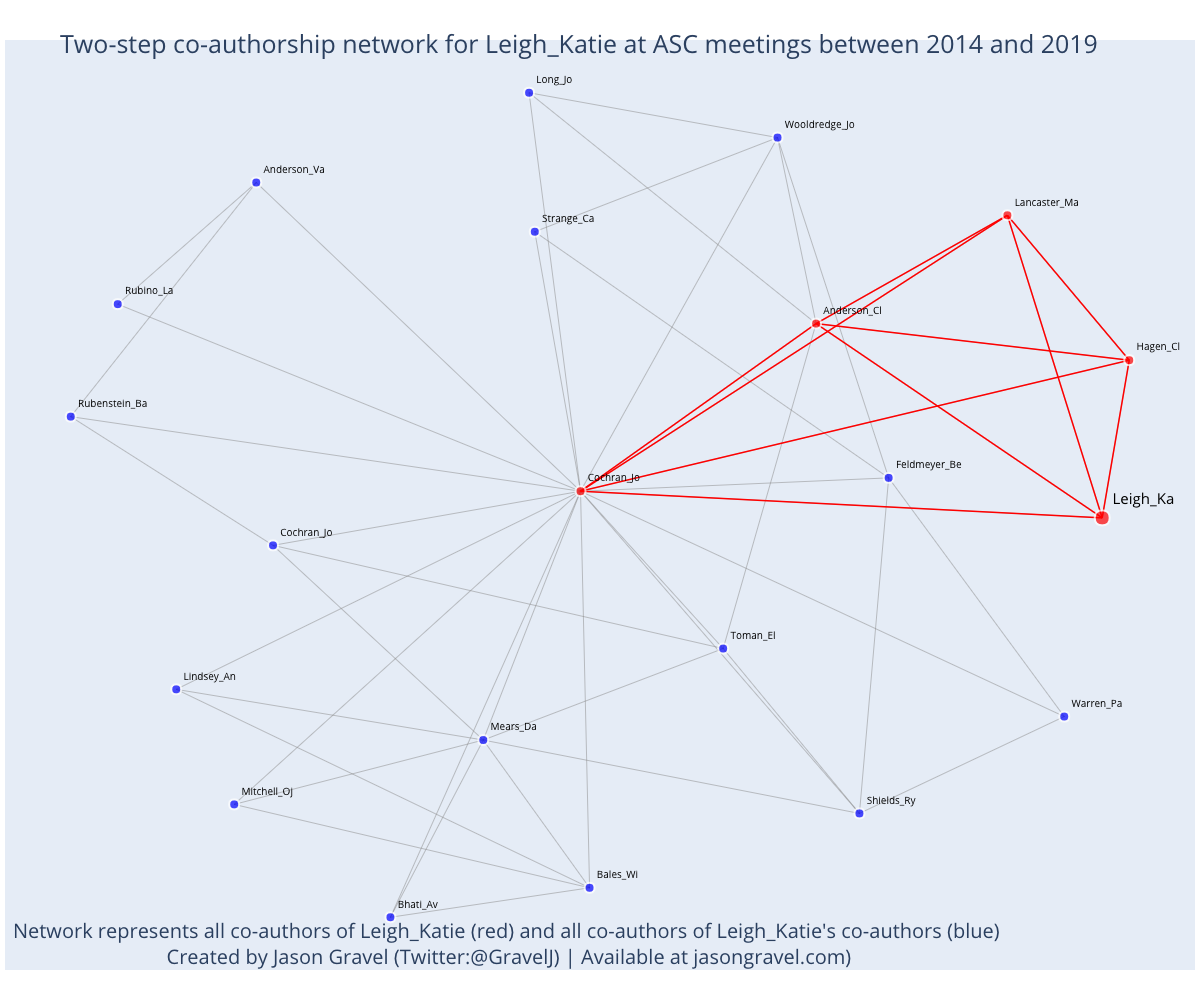 Two-step co-authorship network for Leigh_Katie at ASC meetings between 2014 and 2019
Long_Jo
Wooldredge_Jo
Anderson_Va
Lancaster_Ma
Strange_Ca
Rubino_La
Anderson_Cl
Hagen_Cl
Rubenstein_Ba
Feldmeyer_Be
Cochran_Jo
Leigh_Ka
Cochran_Jo
Toman_El
Lindsey_An
Warren_Pa
Mears_Da
Mitchell_Oj
Shields_Ry
Bales_Wi
Bhati_Av
Network represents all co-authors of Leigh_Katie (red) and all co-authors of Leigh_Katie's co-authors (blue)
Created by Jason Gravel (Twitter:@GravelJ) | Available at jasongravel.com)